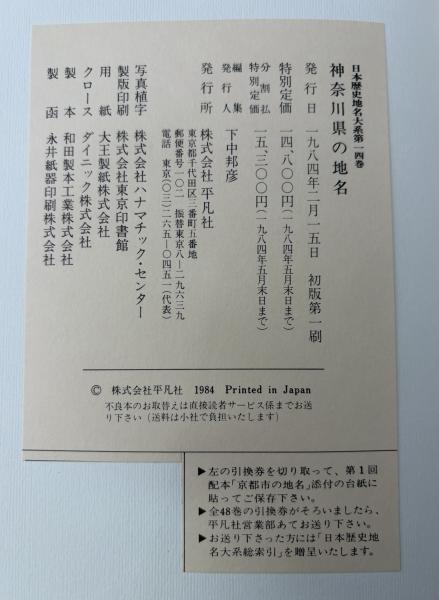 日本歴史地名大系第一四巻
神奈川県の地名
発行日 一九八四年二月一五日 初版第一刷
特別定価 一四、八〇〇円(一九八四年五月末日まで)
分割払
特別定価 一五、三〇〇円(一九八四年五月末日まで)
編集
発行人 下中邦彦
発行所 株式会社平凡社
東京都千代田区三番町五番地
郵便番号一〇二 振替東京八—二九六三九
電話 東京(〇三)二六五—〇四五一(代表)
写真植字 株式会社ハナマチック・センター
製版印刷 株式会社東京印書館
用紙 大王製紙株式会社
クロース ダイニック株式会社
製本 和田製本工業株式会社
製函 永井紙器印刷株式会社
© 株式会社平凡社 1984 Printed in Japan
不良本のお取替えは直接読者サービス係までお送
り下さい(送料は小社で負担いたします)
▶左の引換券を切り取って、第1回
配本「京都市の地名」添付の台紙に
貼ってご保存下さい。
▶全48巻の引換券がそろいましたら、
平凡社営業部あてお送り下さい。
▶お送り下さった方には「日本歴史地
名大系総索引」を贈呈いたします。